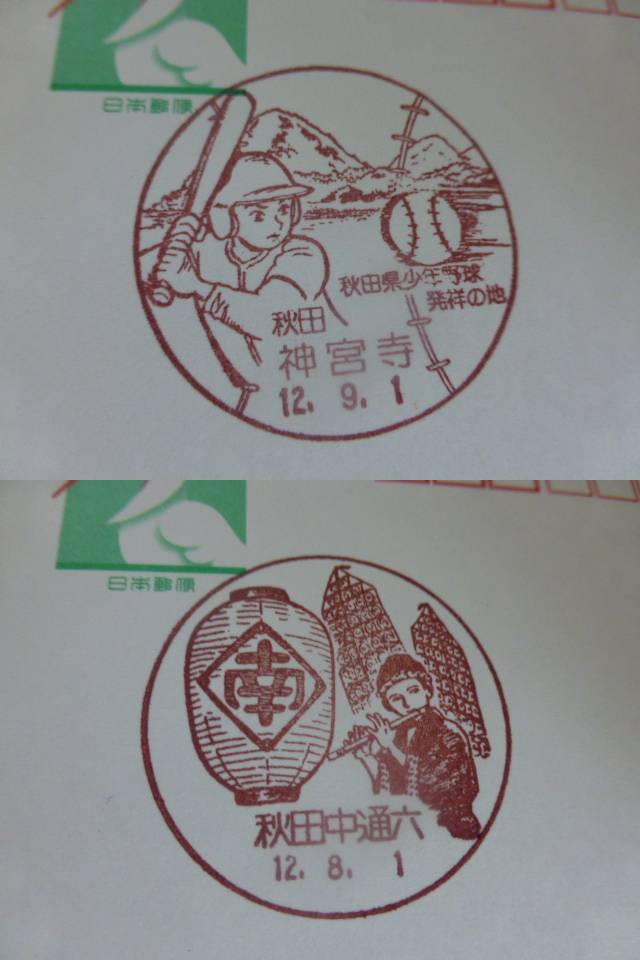 日本郵便
秋田県少年野球
発祥の地
秋田
神宮寺
12. 9. 1
日本郵便
南
秋田中通六
12. 8. 1